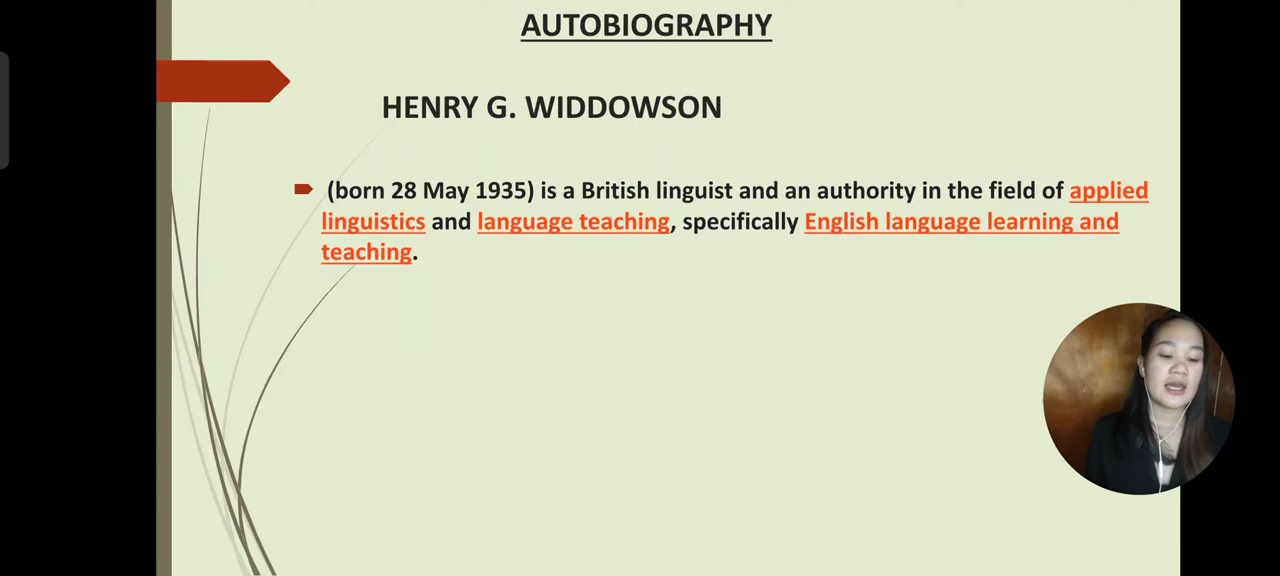 AUTOBIOGRAPHY
HENRY G. WIDDOWSON
(born 28 May 1935) is a British linguist and an authority in the field of applied
linguistics and language teaching, specifically English language learning and
teaching.